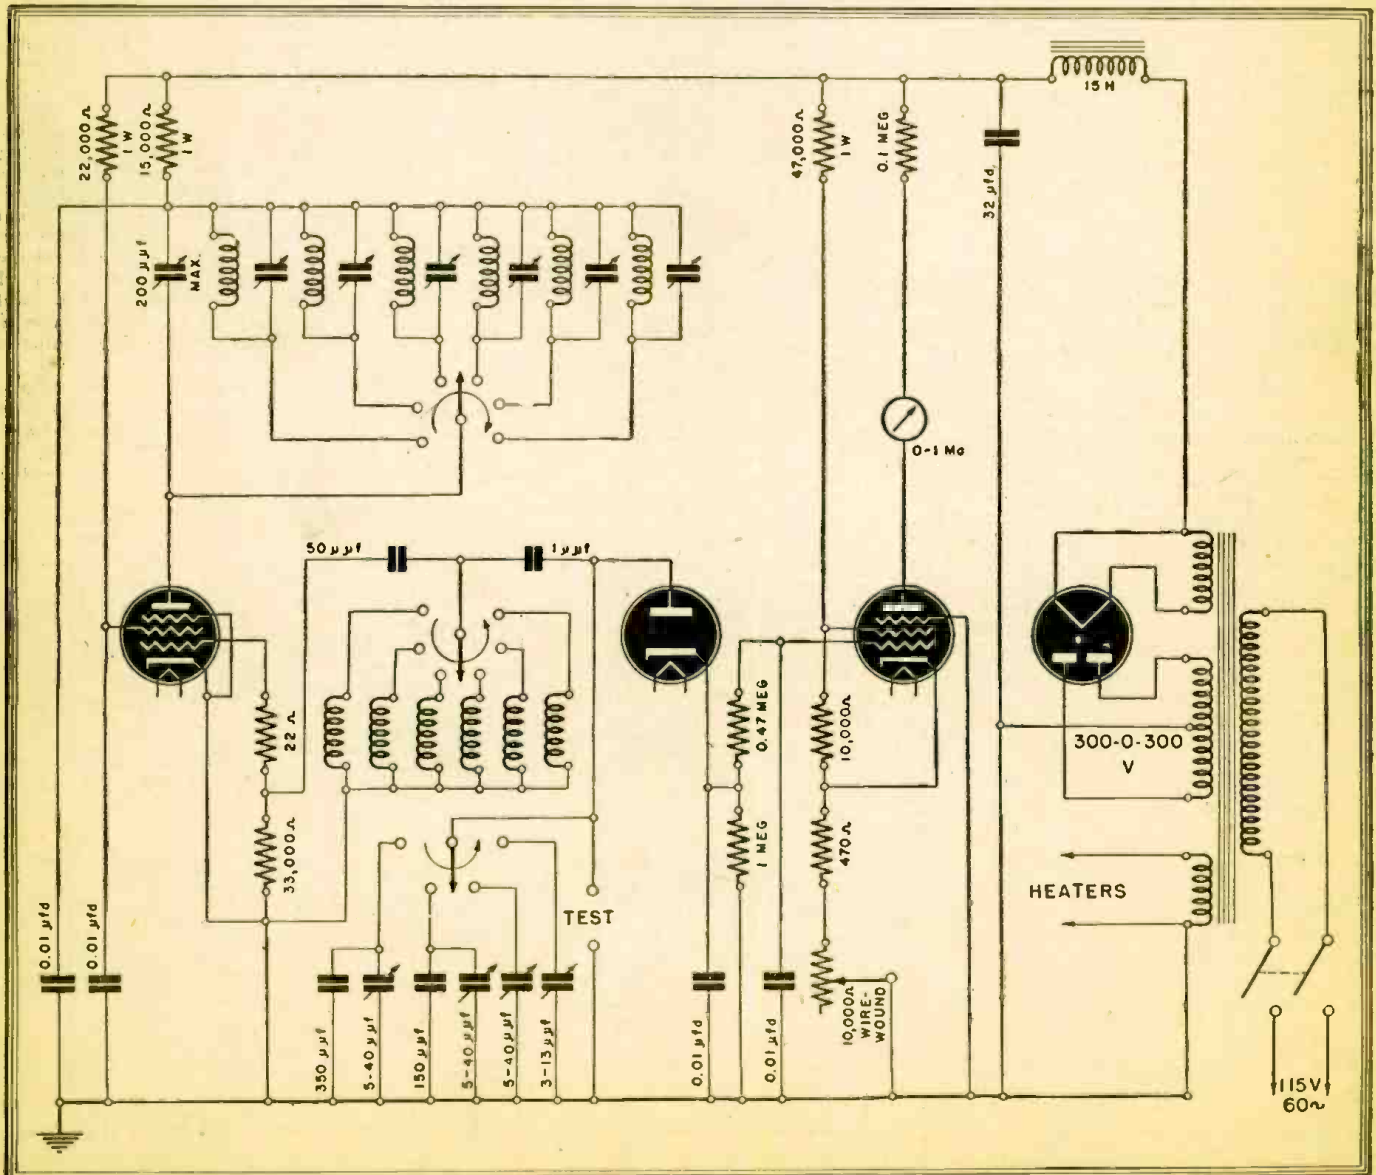 15 H
22,000Ω
1 W
15,000Ω
1 W
47,000Ω
1 W
0.1 MEG
32 µfd.
200 µµf
MAX.
0-1 Ma
50 µµf
1 µµf
22Ω
33,000Ω
0.47 MEG
1 MEG
10,000Ω
470Ω
300-0-300
V
HEATERS
TEST
0.01 µfd
0.01 µfd
350 µµf
5-40 µµf
150 µµf
5-40 µµf
5-40 µµf
3-13 µµf
0.01 µfd
0.01 µfd
10,000Ω
WIRE-
WOUND
115V
60~